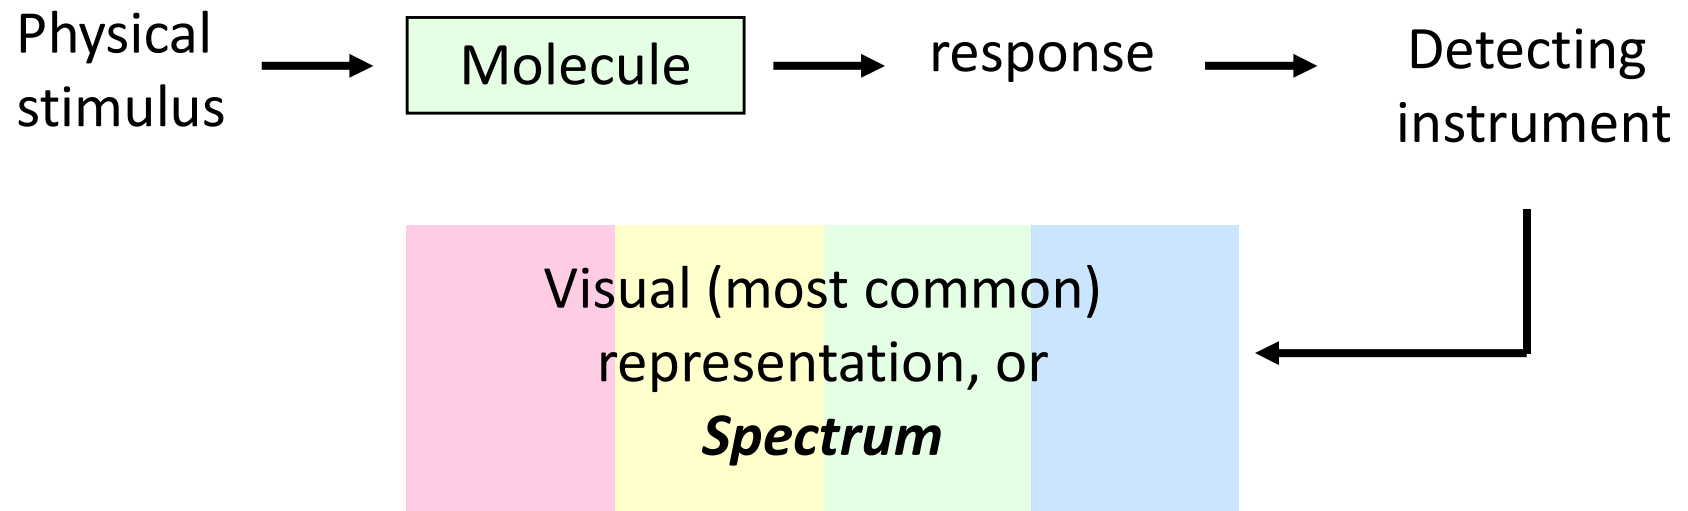 Physical
stimulus
Molecule
response
Detecting
instrument
Visual (most common)
representation, or
Spectrum